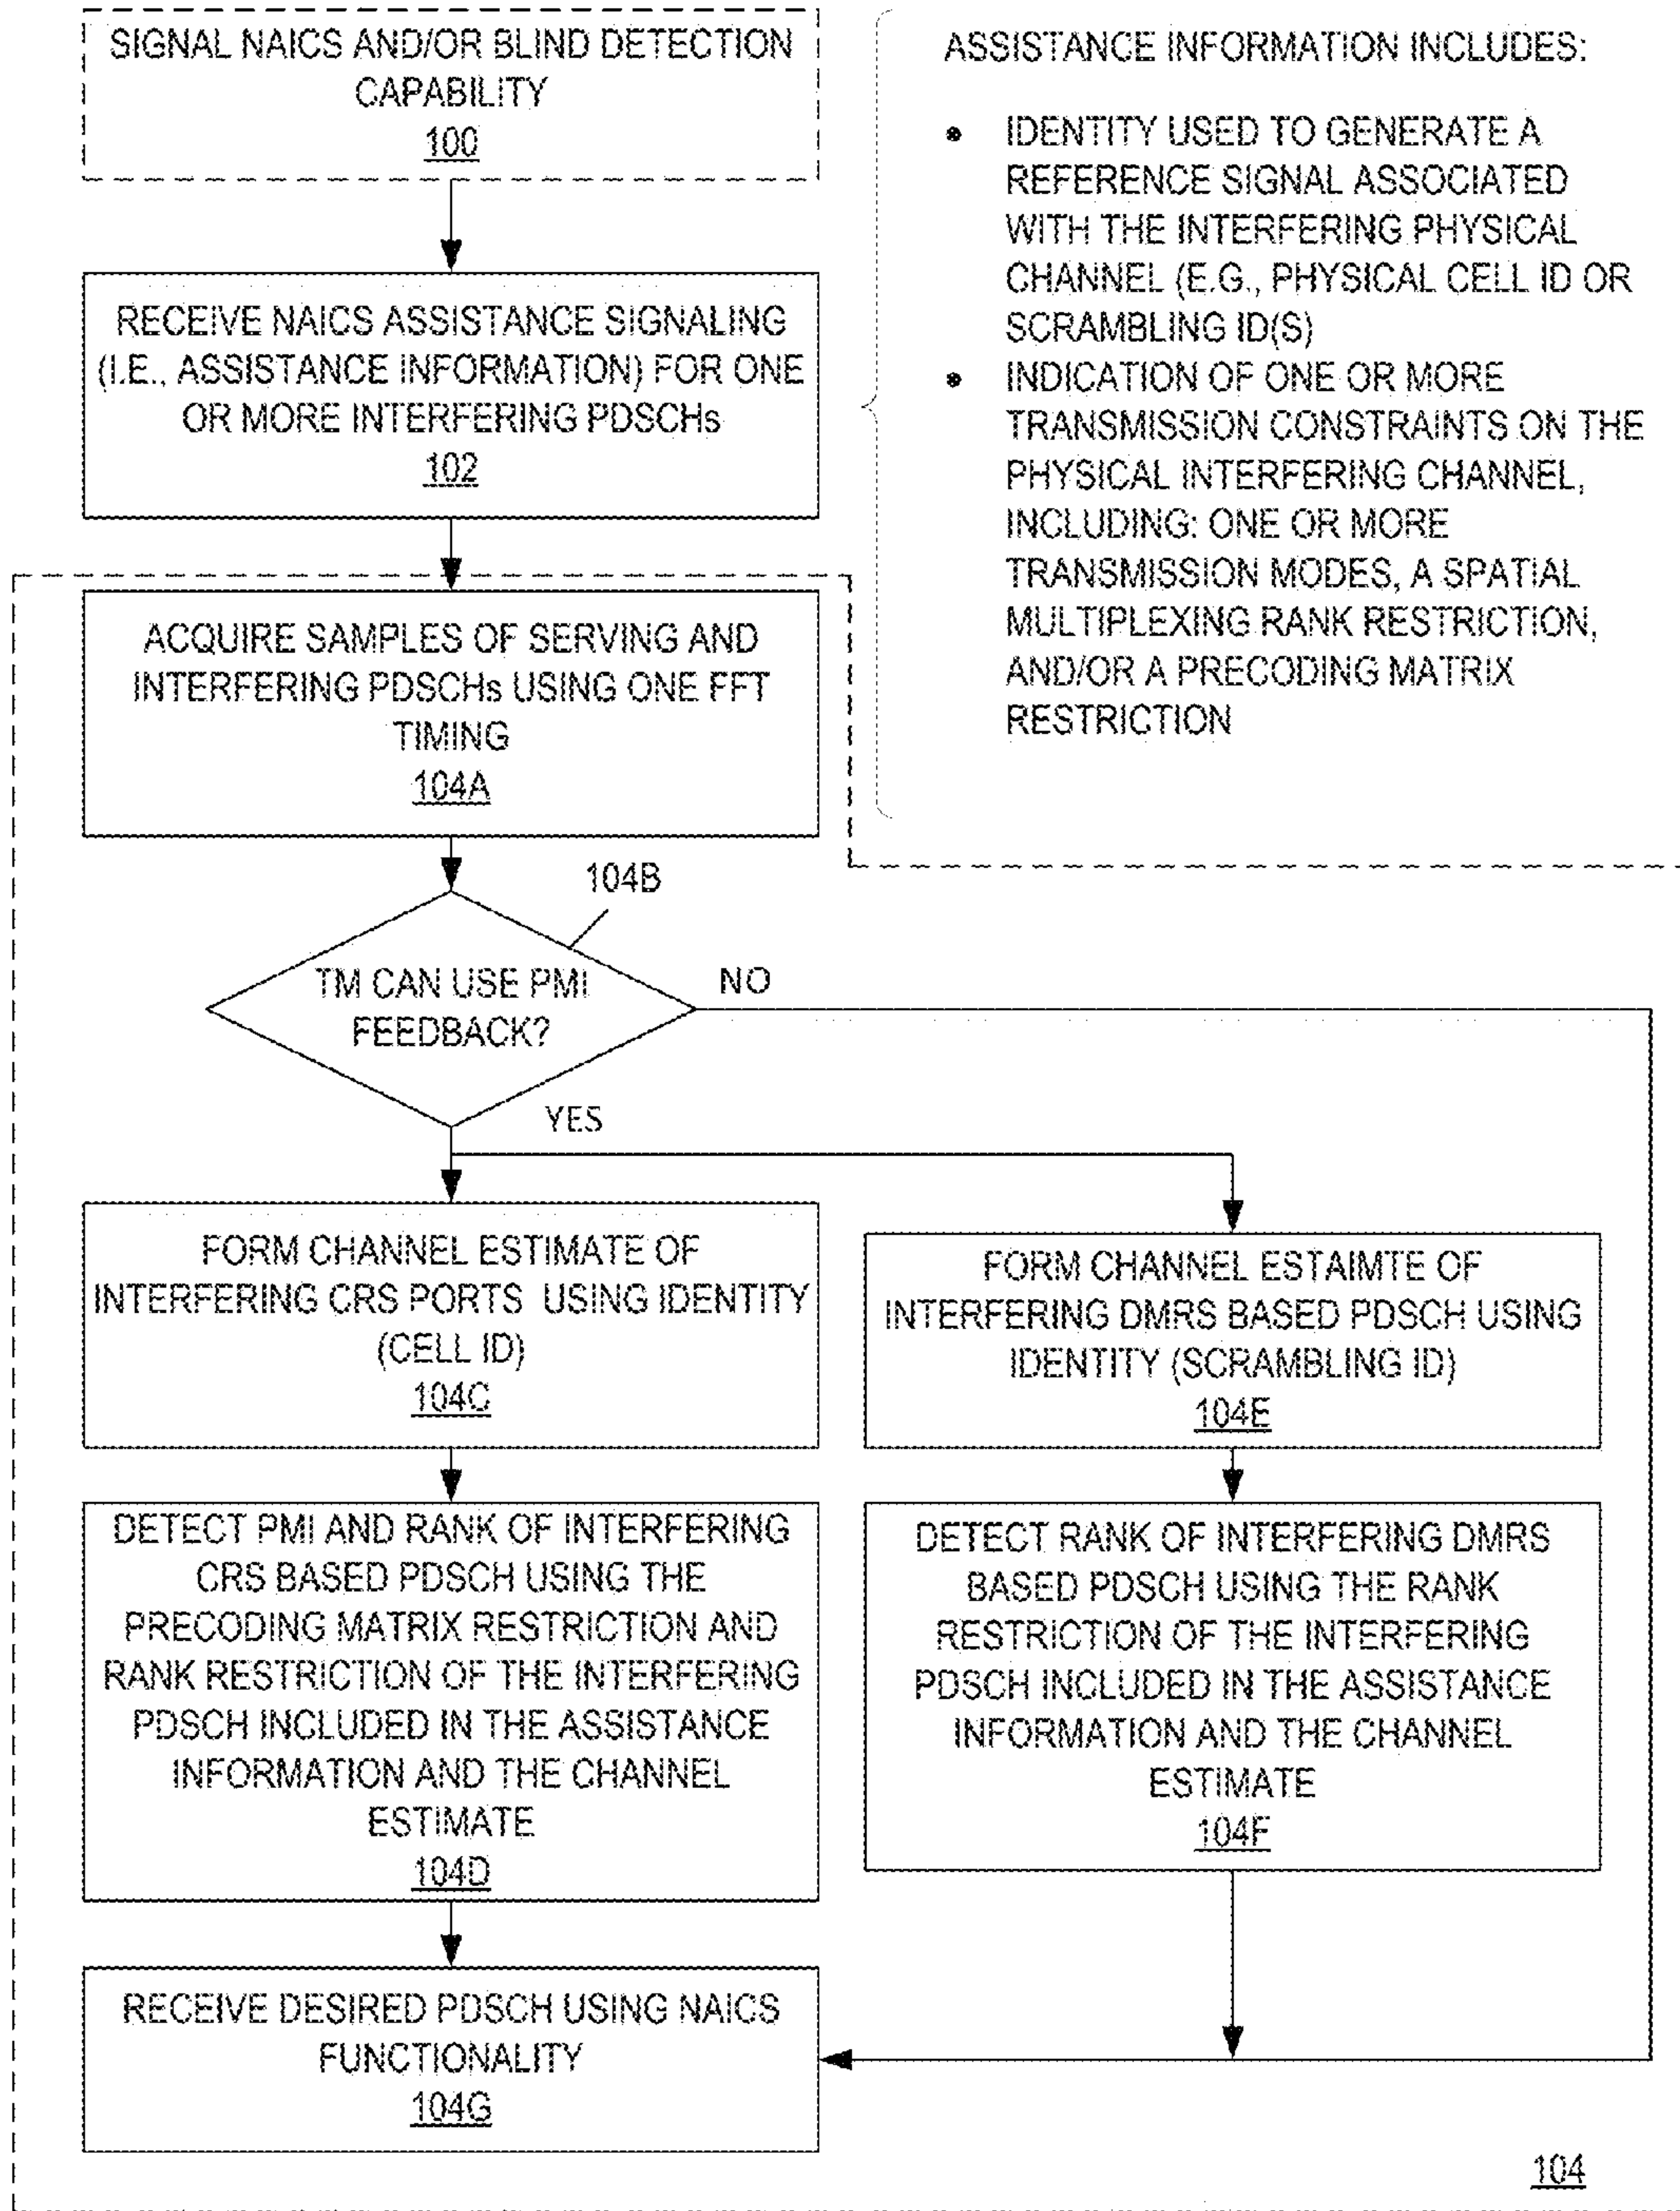 SIGNAL NAICS AND/OR BLIND DETECTION
CAPABILITY
100
RECEIVE NAICS ASSISTANCE SIGNALING
(I.E., ASSISTANCE INFORMATION) FOR ONE
OR MORE INTERFERING PDSCHs
102
ASSISTANCE INFORMATION INCLUDES:
• IDENTITY USED TO GENERATE A
REFERENCE SIGNAL ASSOCIATED
WITH THE INTERFERING PHYSICAL
CHANNEL (E.G., PHYSICAL CELL ID OR
SCRAMBLING ID(S)
• INDICATION OF ONE OR MORE
TRANSMISSION CONSTRAINTS ON THE
PHYSICAL INTERFERING CHANNEL,
INCLUDING: ONE OR MORE
TRANSMISSION MODES, A SPATIAL
MULTIPLEXING RANK RESTRICTION,
AND/OR A PRECODING MATRIX
RESTRICTION
ACQUIRE SAMPLES OF SERVING AND
INTERFERING PDSCHs USING ONE FFT
TIMING
104A
104B
TM CAN USE PMI
FEEDBACK?
NO
YES
FORM CHANNEL ESTIMATE OF
INTERFERING CRS PORTS USING IDENTITY
(CELL ID)
104C
FORM CHANNEL ESTAIMTE OF
INTERFERING DMRS BASED PDSCH USING
IDENTITY (SCRAMBLING ID)
104E
DETECT PMI AND RANK OF INTERFERING
CRS BASED PDSCH USING THE
PRECODING MATRIX RESTRICTION AND
RANK RESTRICTION OF THE INTERFERING
PDSCH INCLUDED IN THE ASSISTANCE
INFORMATION AND THE CHANNEL
ESTIMATE
104D
DETECT RANK OF INTERFERING DMRS
BASED PDSCH USING THE RANK
RESTRICTION OF THE INTERFERING
PDSCH INCLUDED IN THE ASSISTANCE
INFORMATION AND THE CHANNEL
ESTIMATE
104F
RECEIVE DESIRED PDSCH USING NAICS
FUNCTIONALITY
104G
104